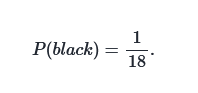 P(black) = 1/18.